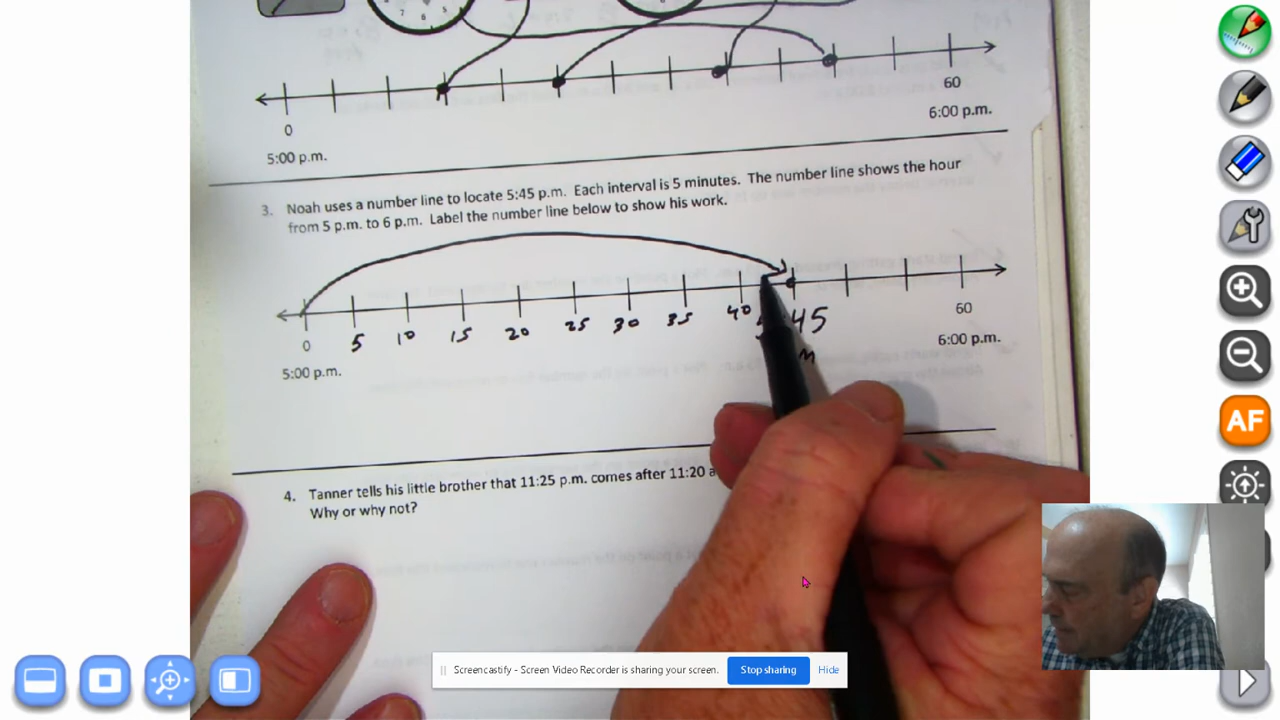 7 6 5
0
60
5:00 p.m.
6:00 p.m.
3. Noah uses a number line to locate 5:45 p.m. Each interval is 5 minutes. The number line shows the hour
from 5 p.m. to 6 p.m. Label the number line below to show his work.
0 5 10 15 20 25 30 35 40 45 60
5:00 p.m.
6:00 p.m.
4. Tanner tells his little brother that 11:25 p.m. comes after 11:20 a
Why or why not?
AF
Screencastify - Screen Video Recorder is sharing your screen.
Stop sharing
Hide